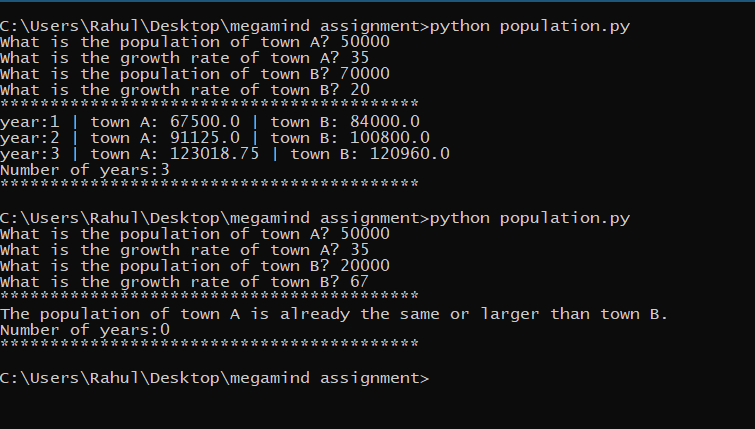 C:\Users\Rahul\Desktop\megamind assignment>python population.py
What is the population of town A? 50000
What is the growth rate of town A? 35
What is the population of town B? 70000
What is the growth rate of town B? 20
******************************************
year:1 | town A: 67500.0 | town B: 84000.0
year:2 | town A: 91125.0 | town B: 100800.0
year:3 | town A: 123018.75 | town B: 120960.0
Number of years:3
******************************************
C:\Users\Rahul\Desktop\megamind assignment>python population.py
What is the population of town A? 50000
What is the growth rate of town A? 35
What is the population of town B? 20000
What is the growth rate of town B? 67
******************************************
The population of town A is already the same or larger than town B.
Number of years:0
******************************************
C:\Users\Rahul\Desktop\megamind assignment>